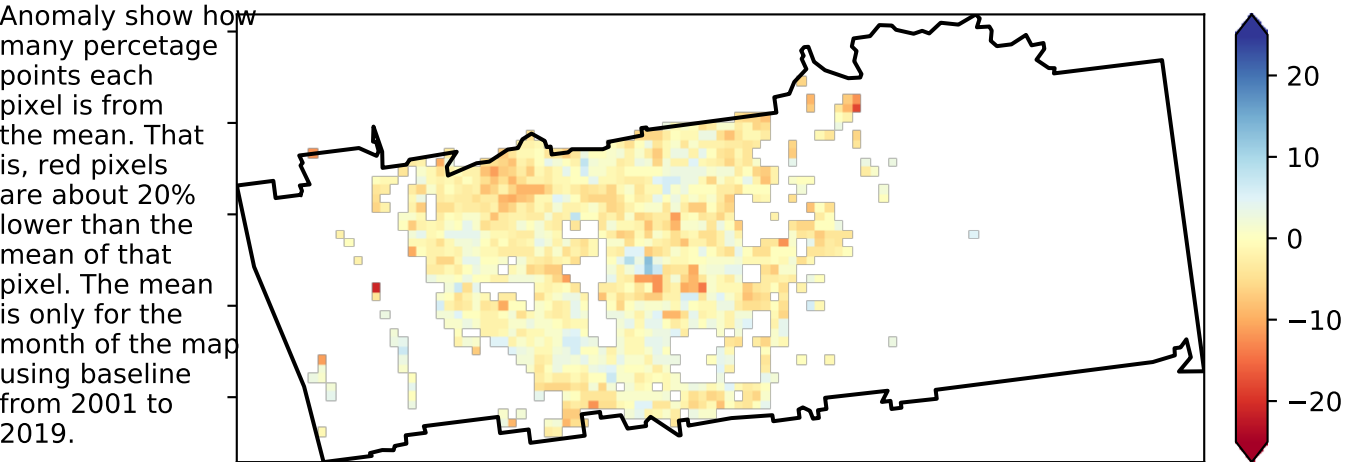 Anomaly show how
many percetage
points each
pixel is from
the mean. That
is, red pixels
are about 20%
lower than the
mean of that
pixel. The mean
is only for the
month of the map
using baseline
from 2001 to
2019.
20
10
0
−10
−20